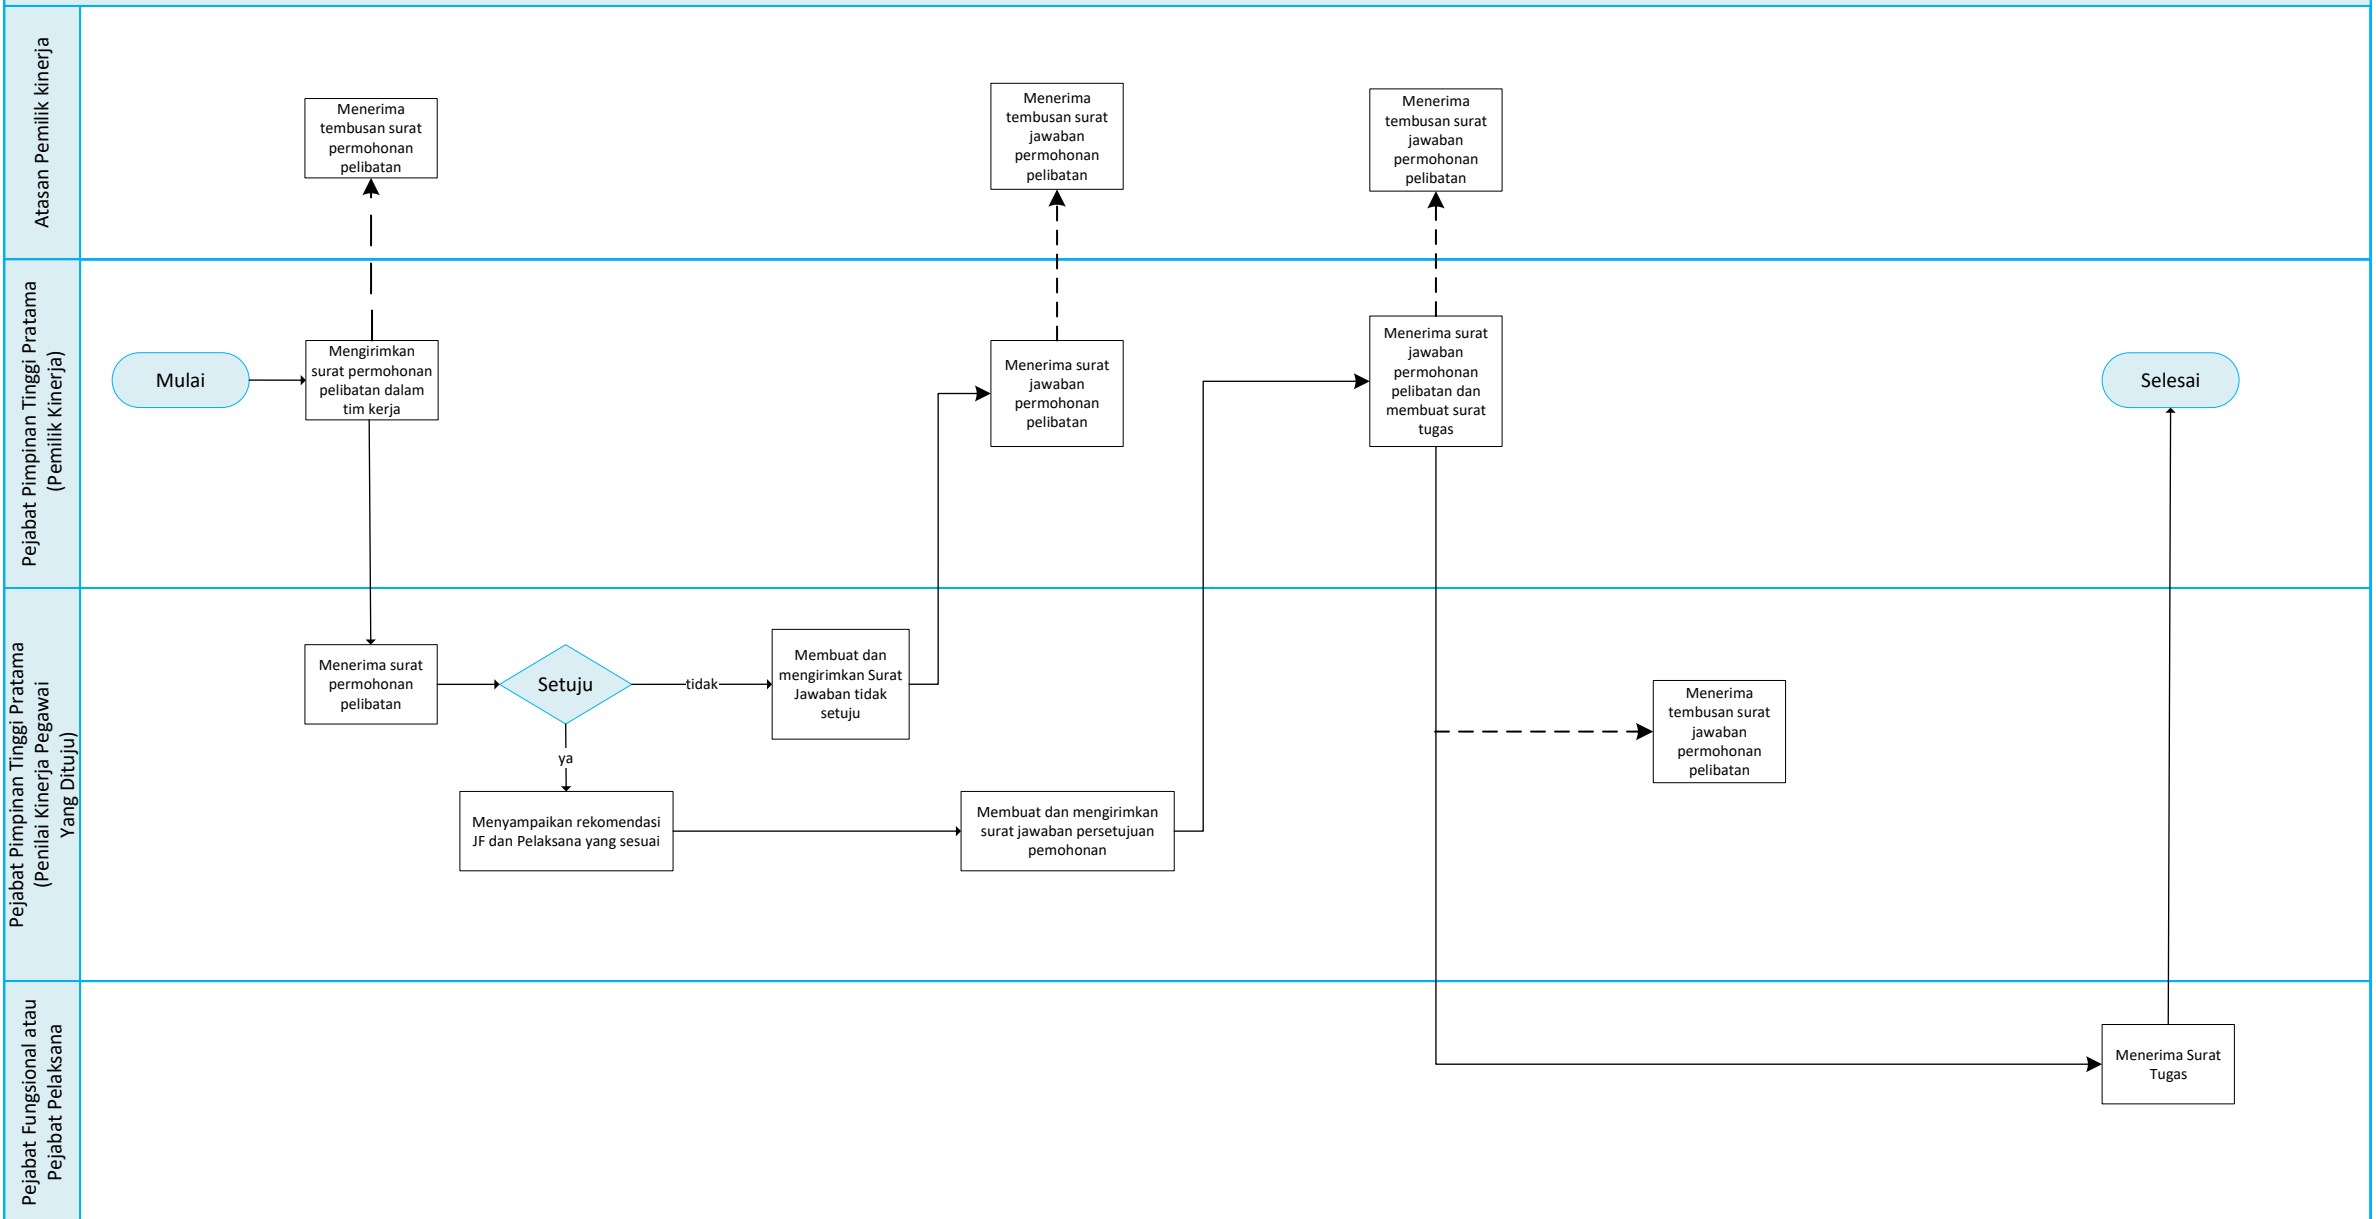 Atasan Pemilik kinerja
Menerima
tembusan surat
permohonan
pelibatan
Menerima
tembusan surat
jawaban
permohonan
pelibatan
Menerima
tembusan surat
jawaban
permohonan
pelibatan
Pejabat Pimpinan Tinggi Pratama
(Pemilik Kinerja)
Mulai
Mengirimkan
surat permohonan
pelibatan dalam
tim kerja
Menerima surat
jawaban
permohonan
pelibatan
Menerima surat
jawaban
permohonan
pelibatan dan
membuat surat
tugas
Selesai
Pejabat Pimpinan Tinggi Pratama
(Penilai Kinerja Pegawai
Yang Dituju)
Menerima surat
permohonan
pelibatan
Setuju
tidak
Membuat dan
mengirimkan Surat
Jawaban tidak
setuju
ya
Menyampaikan rekomendasi
JF dan Pelaksana yang sesuai
Membuat dan mengirimkan
surat jawaban persetujuan
pemohonan
Menerima
tembusan surat
jawaban
permohonan
pelibatan
Pejabat Fungsional atau
Pejabat Pelaksana
Menerima Surat
Tugas